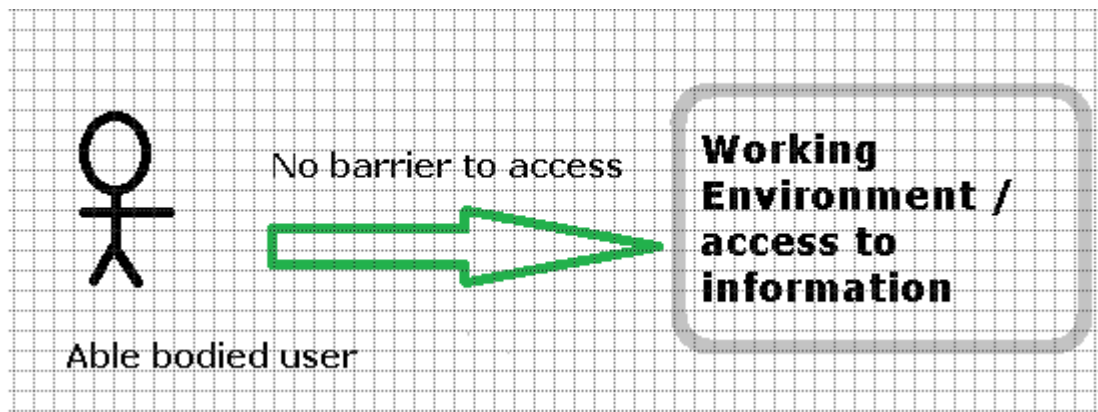 No barrier to access
Working
Environment /
access to
information
Able bodied user